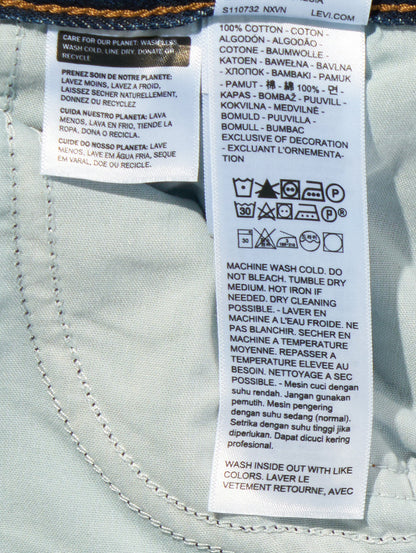 S110732 NXVN LEVI.COM
CARE FOR OUR PLANET: WASH LESS,
WASH COLD, LINE DRY, DONATE OR
RECYCLE
PRENEZ SOIN DE NOTRE PLANETE:
LAVEZ MOINS, LAVEZ A FROID,
LAISSEZ SECHER NATURELLEMENT,
DONNEZ OU RECYCLEZ
CUIDA NUESTRO PLANETA: LAVA
MENOS, LAVA EN FRIO, TIENDE LA
ROPA, DONA O RECICLA.
CUIDE DO NOSSO PLANETA: LAVE
MENOS, LAVE EM ÁGUA FRIA, SEQUE
EM VARAL, DOE OU RECICLE.
100% COTTON - COTON -
ALGODÓN - ALGODÃO -
COTONE - BAUMWOLLE -
KATOEN - BAWEŁNA - BAVLNA
- ХЛОПОК - BAMBAKI - PAMUK
- PAMUT - 棉 - 綿 100% - 면 -
KAPAS - BOMBAŽ - PUUVILL -
KOKVILNA - MEDVILNĖ -
BOMULD - PUUVILLA -
BOMULL - BUMBAC
EXCLUSIVE OF DECORATION
- EXCLUANT L'ORNEMENTA-
TION
MACHINE WASH COLD. DO
NOT BLEACH. TUMBLE DRY
MEDIUM. HOT IRON IF
NEEDED. DRY CLEANING
POSSIBLE. - LAVER EN
MACHINE A L'EAU FROIDE. NE
PAS BLANCHIR. SECHER EN
MACHINE A TEMPERATURE
MOYENNE. REPASSER A
TEMPERATURE ELEVEE AU
BESOIN. NETTOYAGE A SEC
POSSIBLE. - Mesin cuci dengan
suhu rendah. Jangan gunakan
pemutih. Mesin pengering
dengan suhu sedang (normal).
Setrika dengan suhu tinggi jika
diperlukan. Dapat dicuci kering
profesional.
WASH INSIDE OUT WITH LIKE
COLORS. LAVER LE
VETEMENT RETOURNE, AVEC